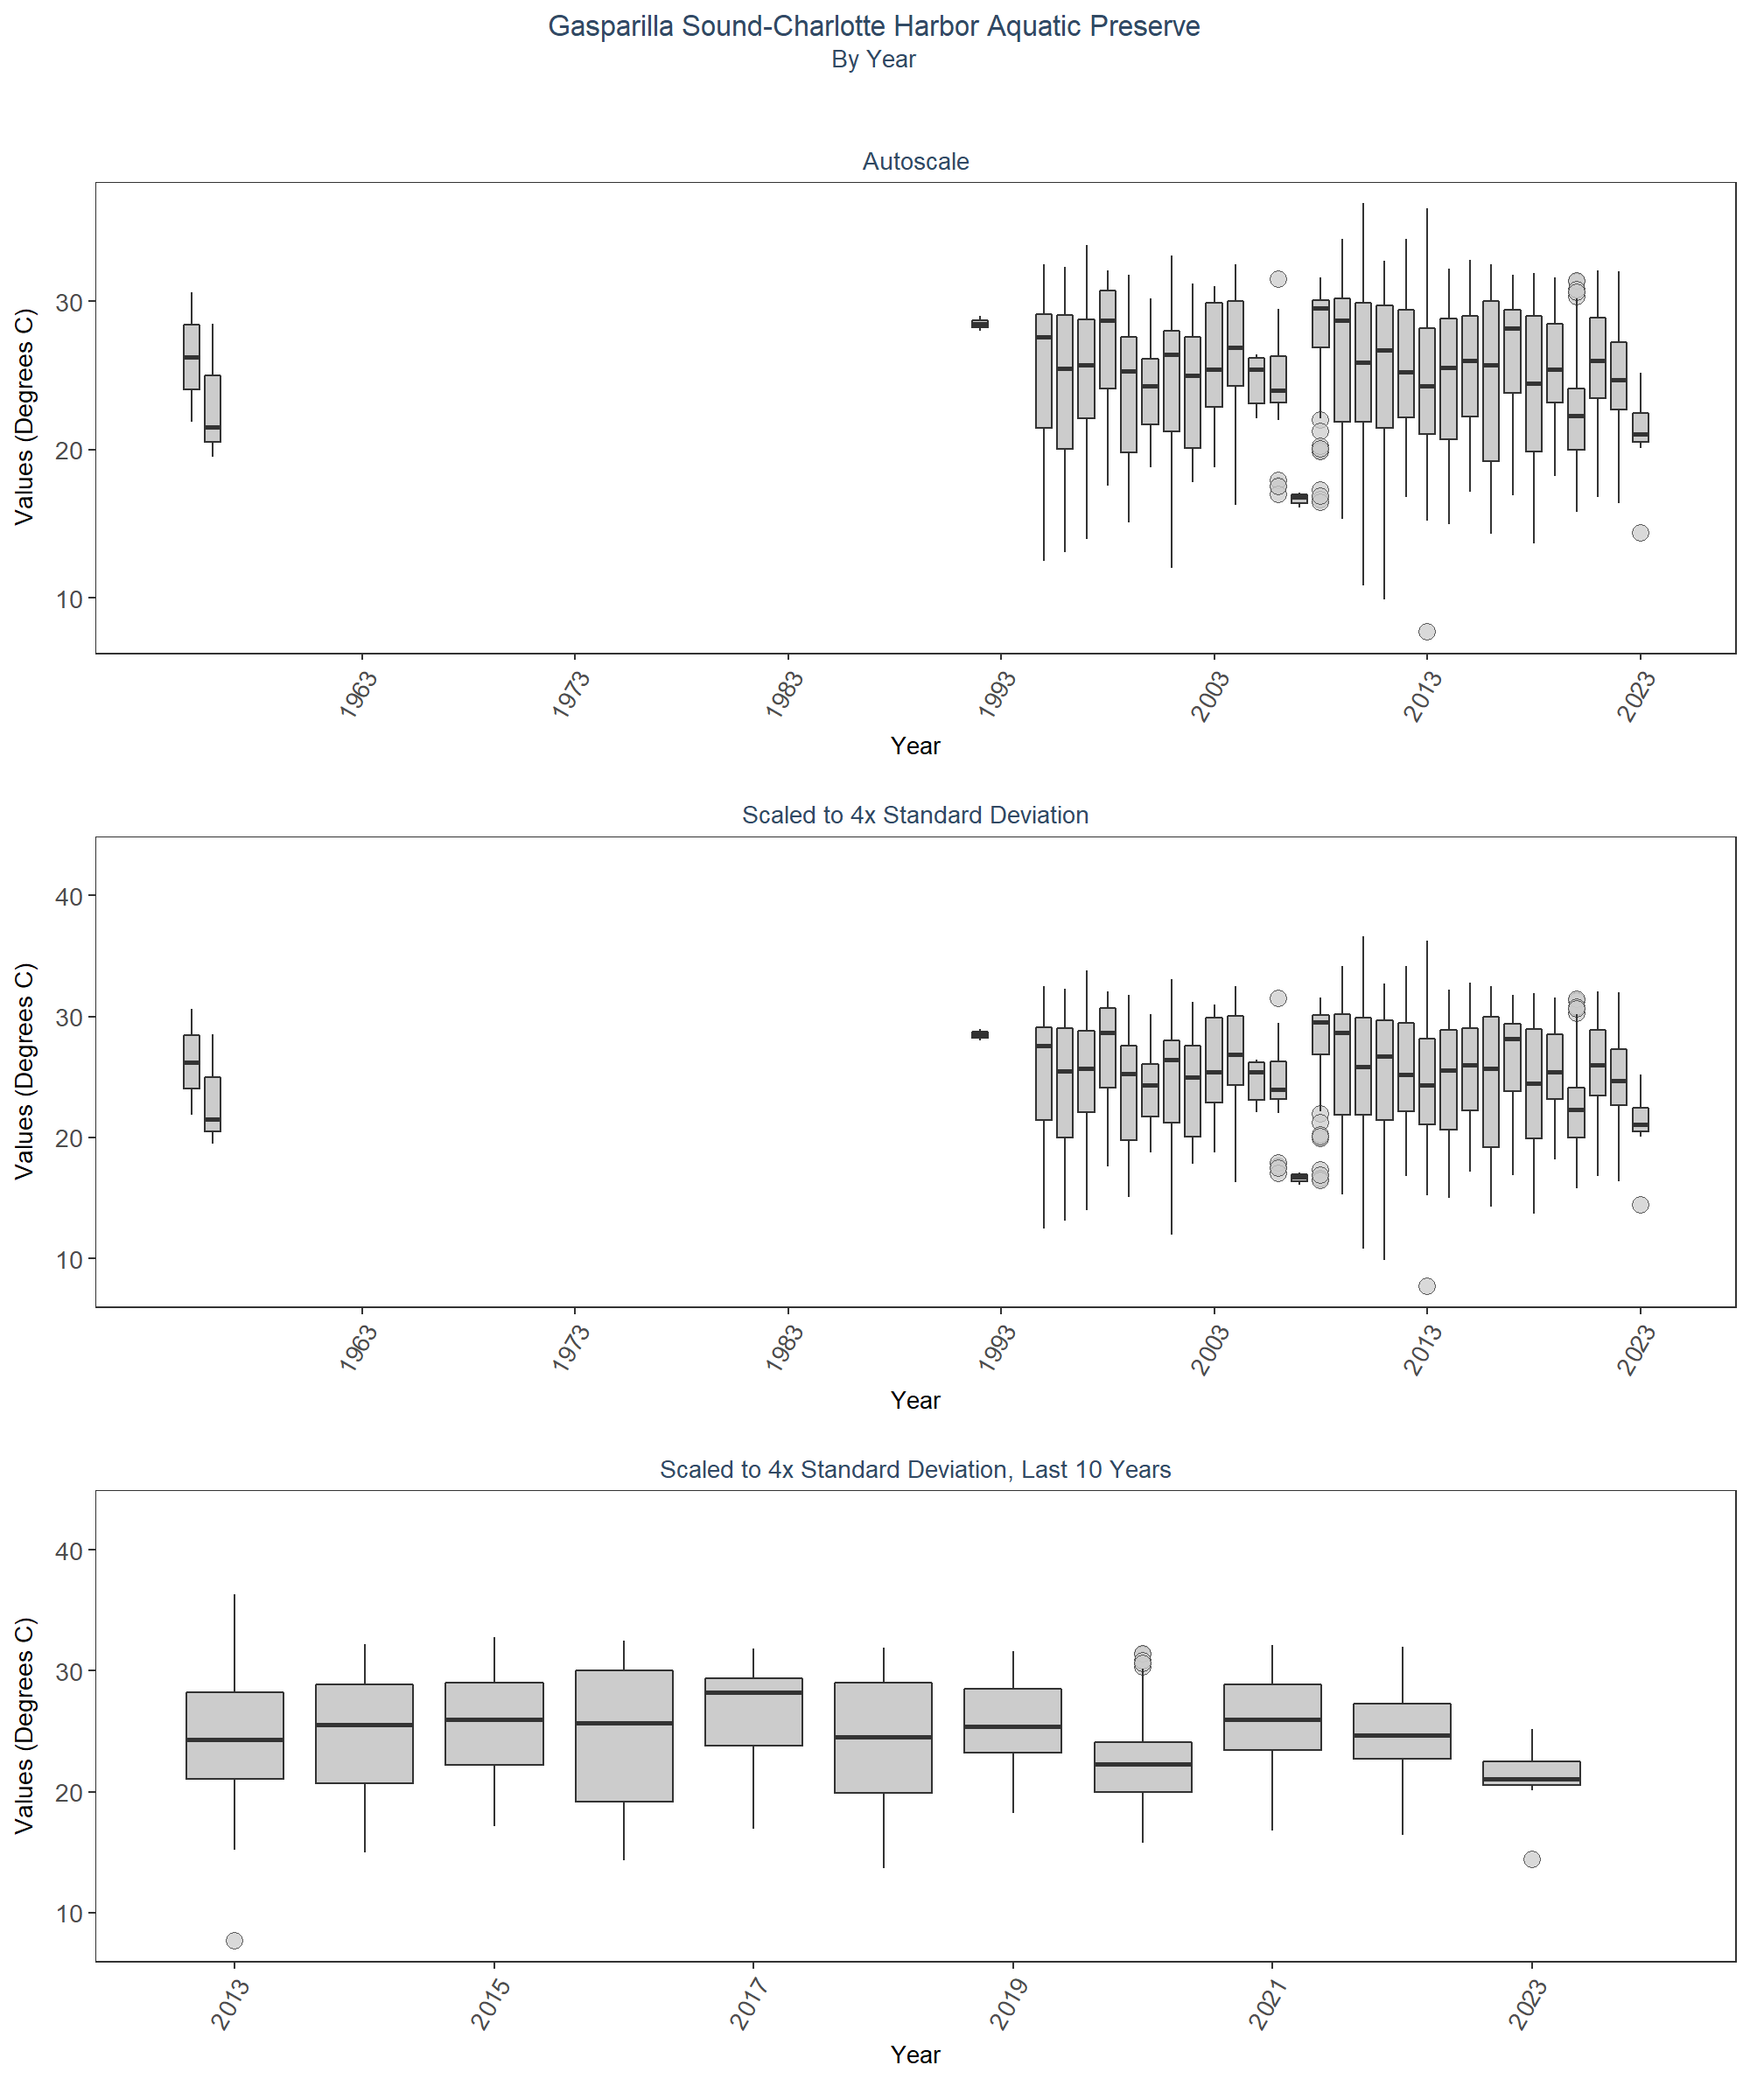 Gasparilla Sound-Charlotte Harbor Aquatic Preserve
By Year
Autoscale
Values (Degrees C)
30
20
10
1963
1973
1983
1993
2003
2013
2023
Year
Scaled to 4x Standard Deviation
Values (Degrees C)
40
30
20
10
1963
1973
1983
1993
2003
2013
2023
Year
Scaled to 4x Standard Deviation, Last 10 Years
Values (Degrees C)
40
30
20
10
2013
2015
2017
2019
2021
2023
Year